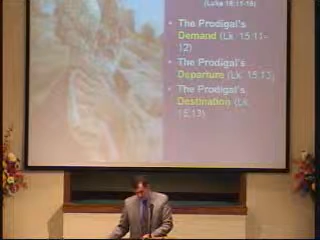 (Luke 15:11-16)
• The Prodigal's
Demand (Lk. 15:11-
12)
• The Prodigal's
Departure (Lk. 15:13)
• The Prodigal's
Destination (Lk.
15:13)